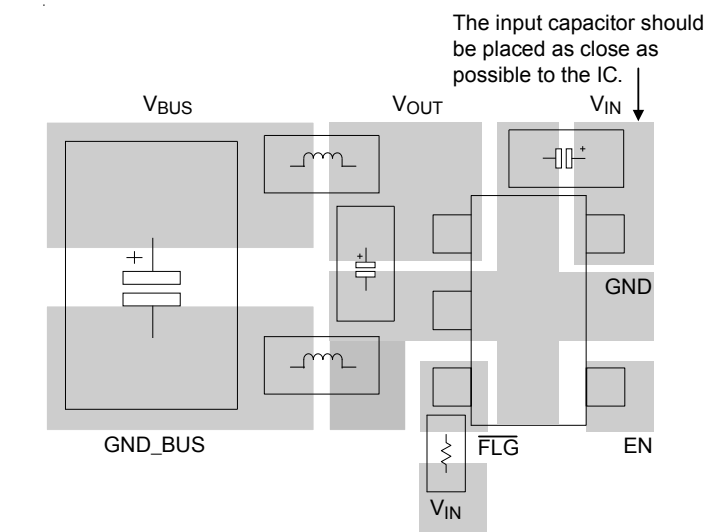 The input capacitor should
be placed as close as
possible to the IC.
VBUS
VOUT
VIN
+
+
+
GND
GND_BUS
FLG
EN
VIN